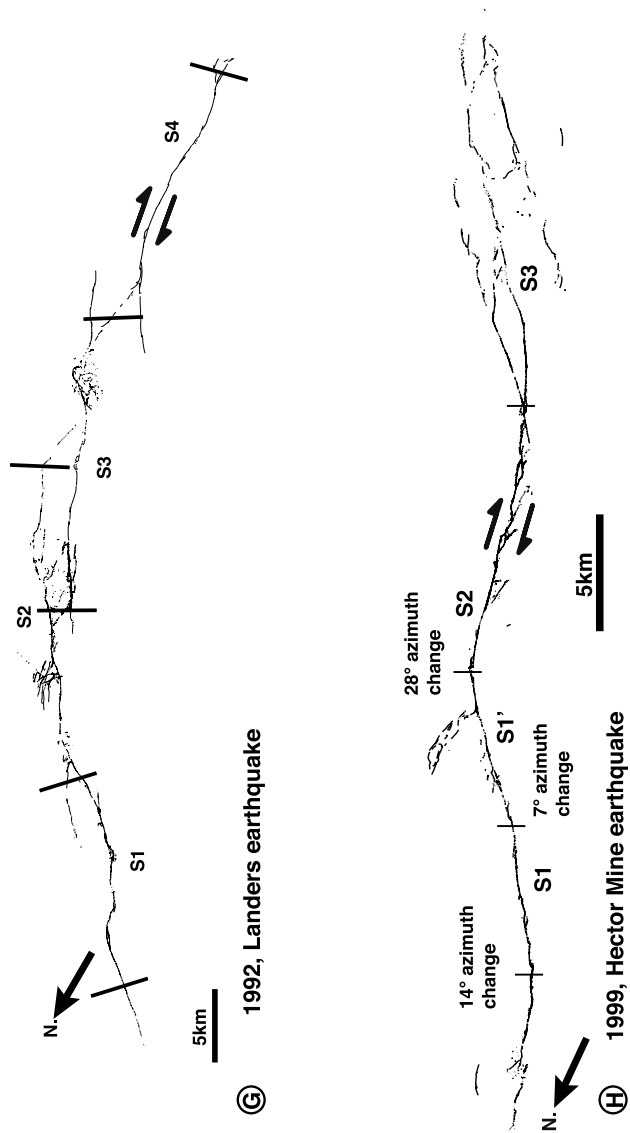 N.
S1
S2
S3
S4
5km
Ⓖ 1992, Landers earthquake
N.
14° azimuth
change
S1
7° azimuth
change
S1’
28° azimuth
change
S2
S3
5km
Ⓗ 1999, Hector Mine earthquake